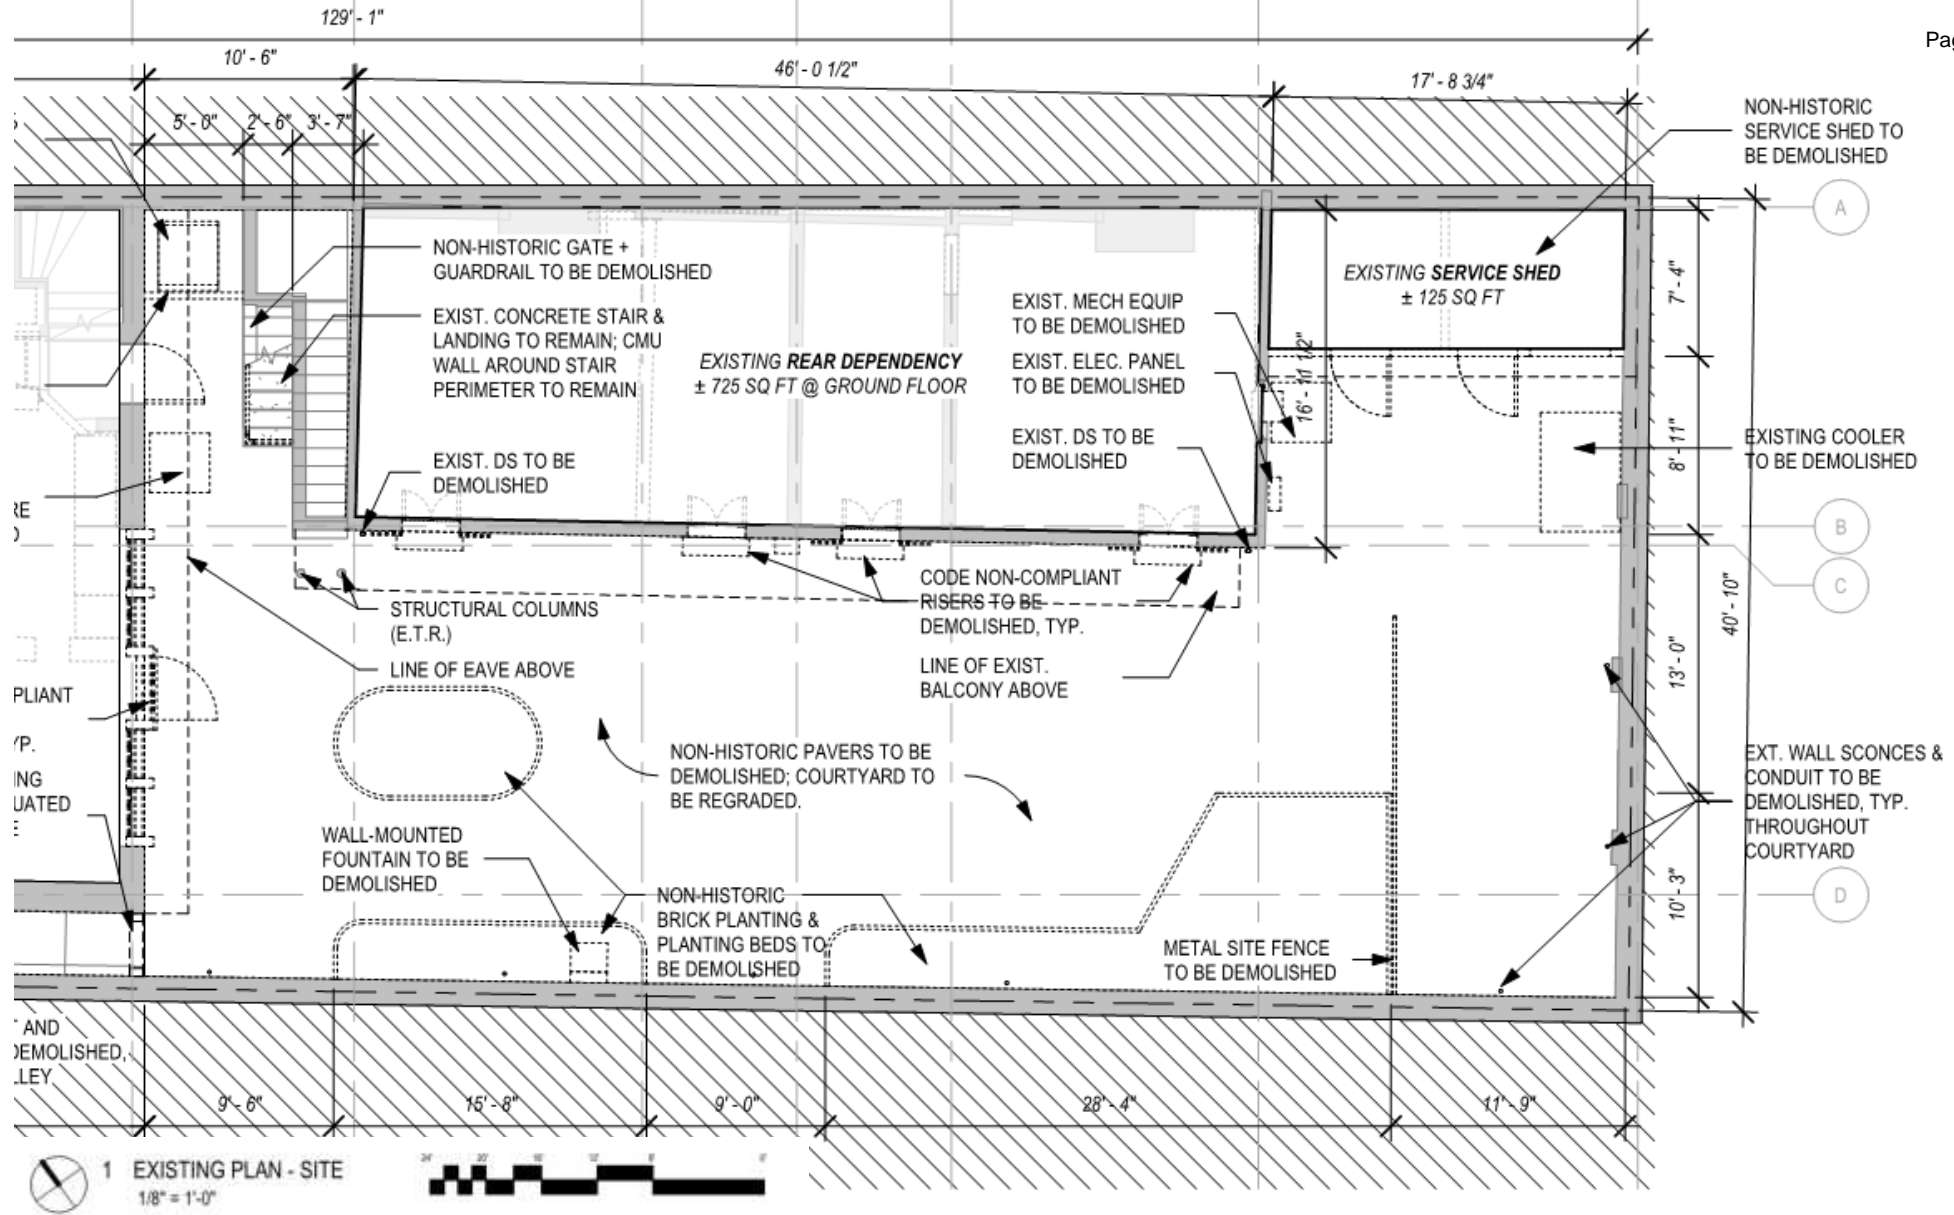 129' - 1"
Pag
10' - 6"
46' - 0 1/2"
17' - 8 3/4"
5' - 0"
2' - 6"
3' - 7"
NON-HISTORIC
SERVICE SHED TO
BE DEMOLISHED
A
NON-HISTORIC GATE +
GUARDRAIL TO BE DEMOLISHED
EXIST. CONCRETE STAIR &
LANDING TO REMAIN; CMU
WALL AROUND STAIR
PERIMETER TO REMAIN
EXISTING REAR DEPENDENCY
± 725 SQ FT @ GROUND FLOOR
EXIST. MECH EQUIP
TO BE DEMOLISHED
EXIST. ELEC. PANEL
TO BE DEMOLISHED
EXIST. DS TO BE
DEMOLISHED
16' - 11 1/2"
EXISTING SERVICE SHED
± 125 SQ FT
7' - 4"
8' - 11"
EXISTING COOLER
TO BE DEMOLISHED
EXIST. DS TO BE
DEMOLISHED
RE
B
C
STRUCTURAL COLUMNS
(E.T.R.)
LINE OF EAVE ABOVE
CODE NON-COMPLIANT
RISERS TO BE
DEMOLISHED, TYP.
LINE OF EXIST.
BALCONY ABOVE
13' - 0"
40' - 10"
PLIANT
YP.
ING
UATED
E
NON-HISTORIC PAVERS TO BE
DEMOLISHED; COURTYARD TO
BE REGRADED.
EXT. WALL SCONCES &
CONDUIT TO BE
DEMOLISHED, TYP.
THROUGHOUT
COURTYARD
WALL-MOUNTED
FOUNTAIN TO BE
DEMOLISHED
NON-HISTORIC
BRICK PLANTING &
PLANTING BEDS TO
BE DEMOLISHED
METAL SITE FENCE
TO BE DEMOLISHED
10' - 3"
D
T AND
DEMOLISHED,
LLEY
9' - 6"
15' - 8"
9' - 0"
28' - 4"
11' - 9"
1 EXISTING PLAN - SITE
1/8" = 1'-0"